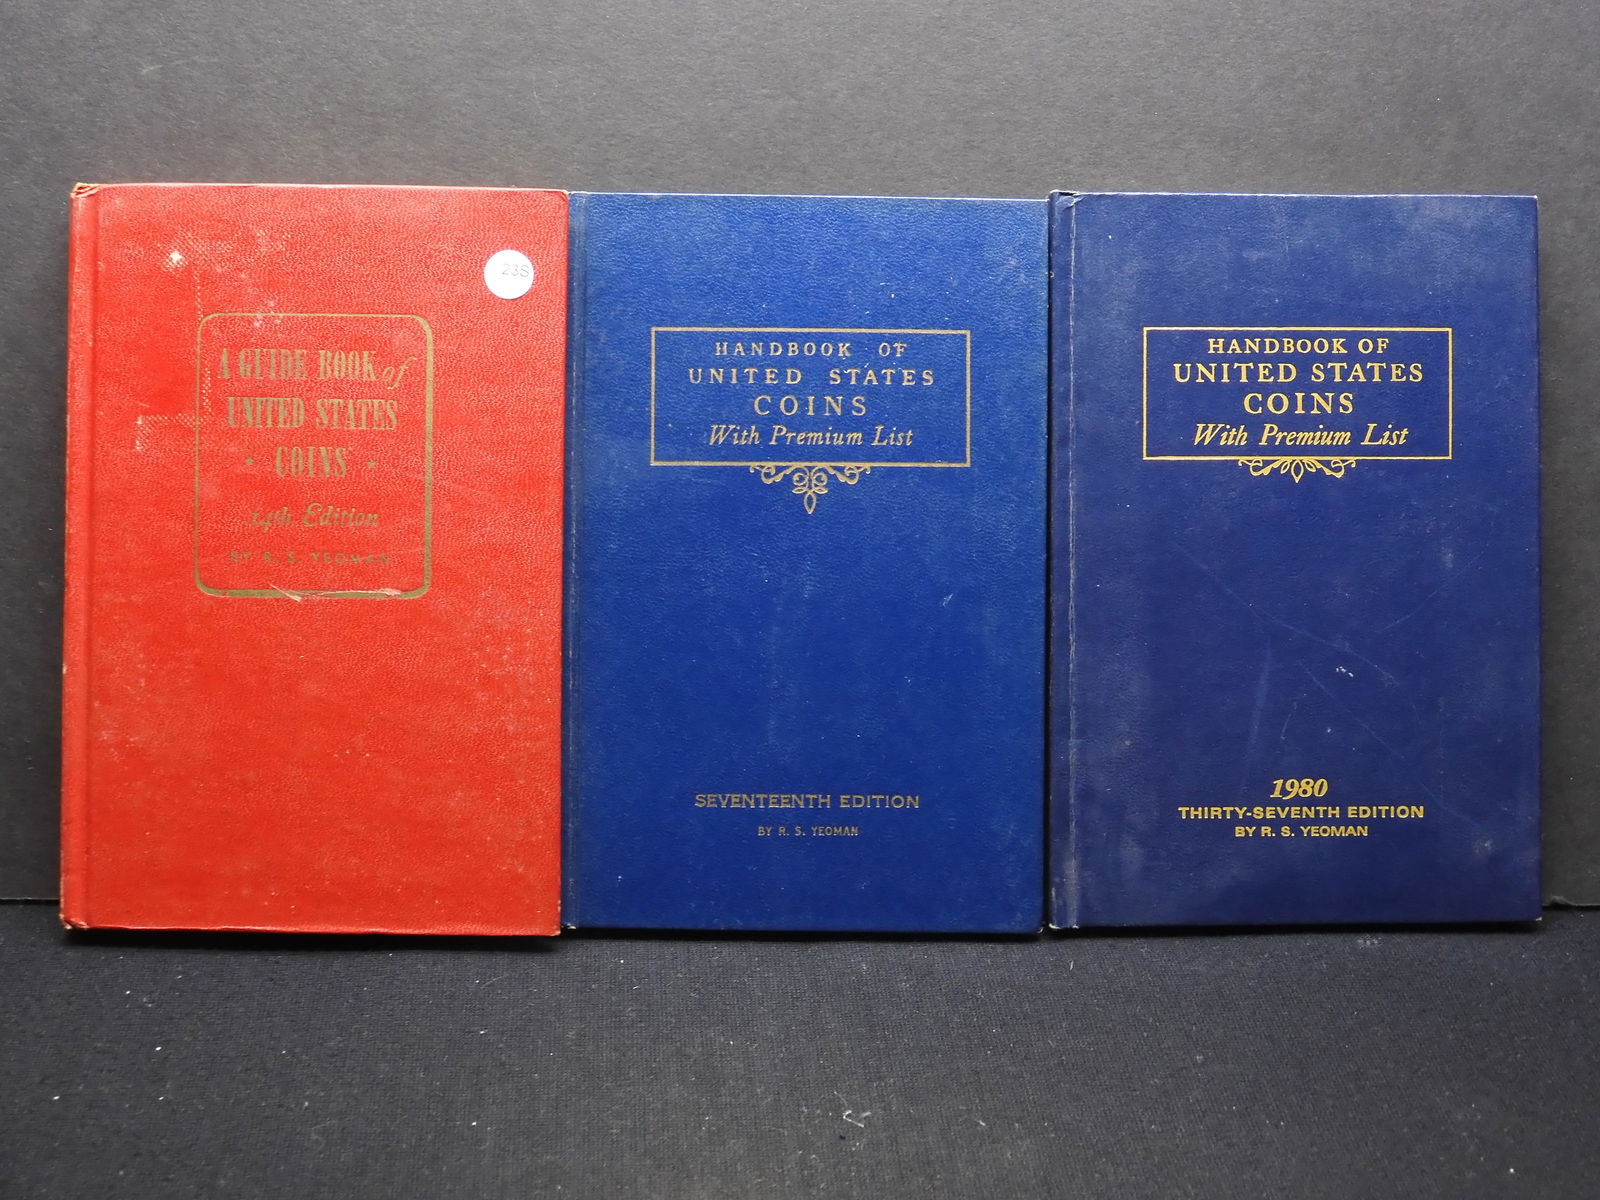 23S
A GUIDE BOOK of
UNITED STATES
COINS
14th Edition
BY R. S. YEOMAN
HANDBOOK OF
UNITED STATES
COINS
With Premium List
SEVENTEENTH EDITION
BY R. S. YEOMAN
HANDBOOK OF
UNITED STATES
COINS
With Premium List
1980
THIRTY-SEVENTH EDITION
BY R. S. YEOMAN